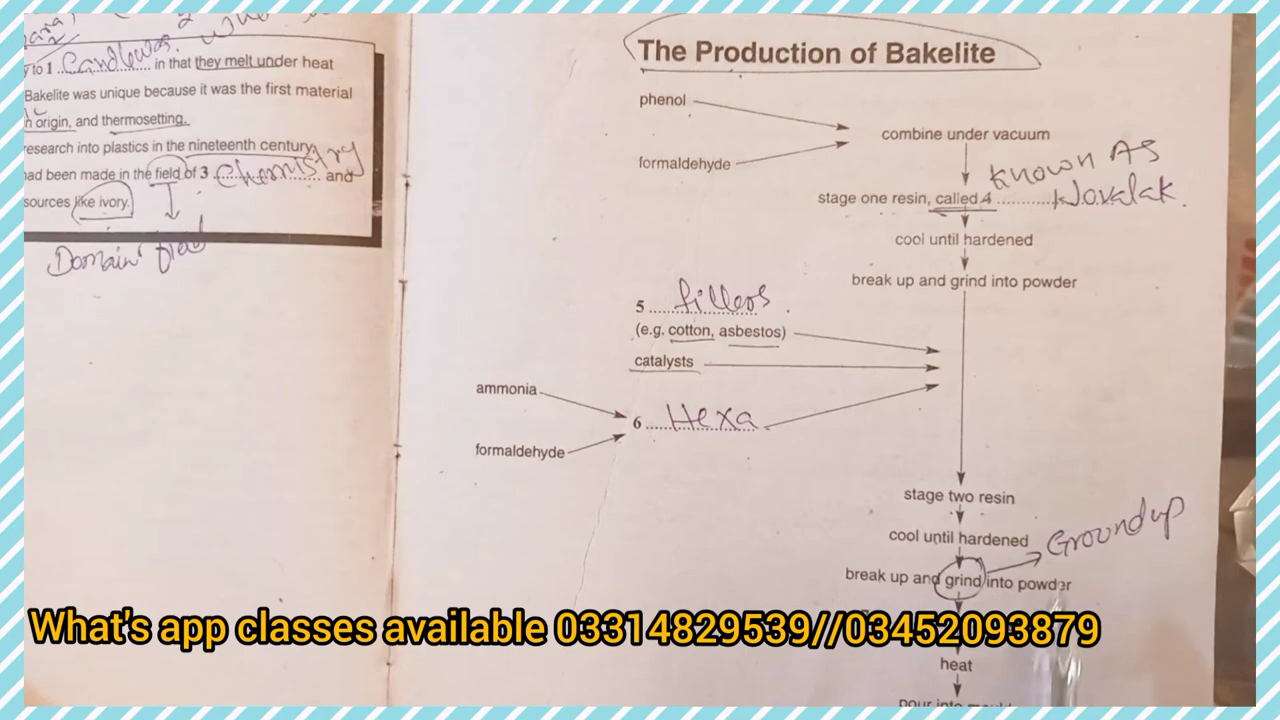 y to 1 Candlewax. in that they melt under heat
Bakelite was unique because it was the first material
n origin, and thermosetting.
esearch into plastics in the nineteenth century,
ad been made in the field of 3 Chemistry and
sources like ivory.
Domain field
The Production of Bakelite
phenol
combine under vacuum
formaldehyde
Known As
stage one resin, called 4 .......... Novalak.
cool until hardened
break up and grind into powder
5 fillers
(e.g. cotton, asbestos)
catalysts
ammonia
6 Hexa
formaldehyde
stage two resin
cool until hardened
Groundup
break up and grind into powder
What's app classes available 03314829539//03452093879
heat
pour into mould